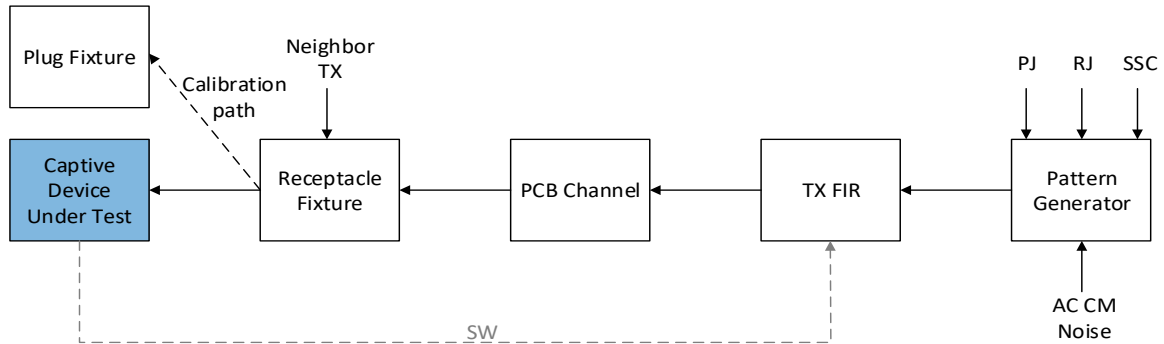 Plug Fixture
Neighbor
TX
PJ
RJ
SSC
Calibration
path
Captive
Device
Under Test
Receptacle
Fixture
PCB Channel
TX FIR
Pattern
Generator
SW
AC CM
Noise